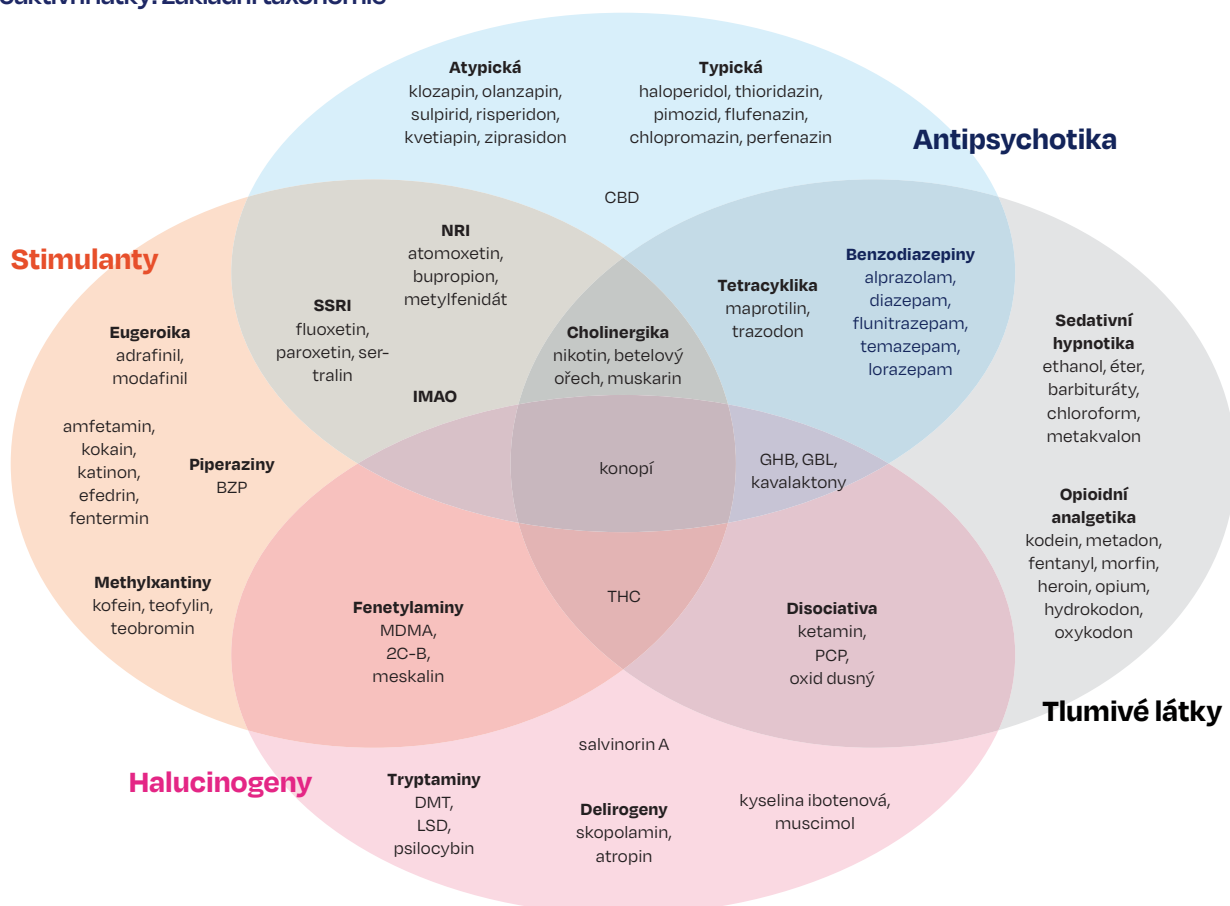 oaktivní látky: Základní taxonomie
Atypická
klozapin, olanzapin,
sulpirid, risperidon,
kvetiapin, ziprasidon
Typická
haloperidol, thioridazin,
pimozid, flufenazin,
chlopromazin, perfenazin
Antipsychotika
CBD
Stimulanty
NRI
atomoxetin,
bupropion,
metylfenidát
SSRI
fluoxetin,
paroxetin, ser-
tralin
IMAO
Cholinergika
nikotin, betelový
ořech, muskarin
Tetracyklika
maprotilin,
trazodon
Benzodiazepiny
alprazolam,
diazepam,
flunitrazepam,
temazepam,
lorazepam
Eugeroika
adrafinil,
modafinil
amfetamin,
kokain,
katinon,
efedrin,
fentermin
Piperaziny
BZP
Methylxantiny
kofein, teofylin,
teobromin
konopí
GHB, GBL,
kavalaktony
Sedativní
hypnotika
ethanol, éter,
barbituráty,
chloroform,
metakvalon
Opioidní
analgetika
kodein, metadon,
fentanyl, morfin,
heroin, opium,
hydrokodon,
oxykodon
Fenetylaminy
MDMA,
2C-B,
meskalin
THC
Disociativa
ketamin,
PCP,
oxid dusný
Tlumivé látky
Halucinogeny
salvinorin A
Tryptaminy
DMT,
LSD,
psilocybin
Delirogeny
skopolamin,
atropin
kyselina ibotenová,
muscimol